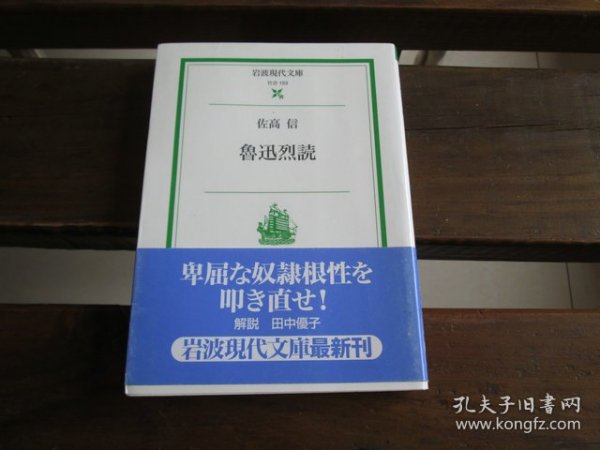 岩波現代文庫
佐高 信
魯迅烈読
卑屈な奴隷根性を
叩き直せ!
解説 田中優子
岩波現代文庫最新刊
孔夫子旧书网
www.kongfz.com